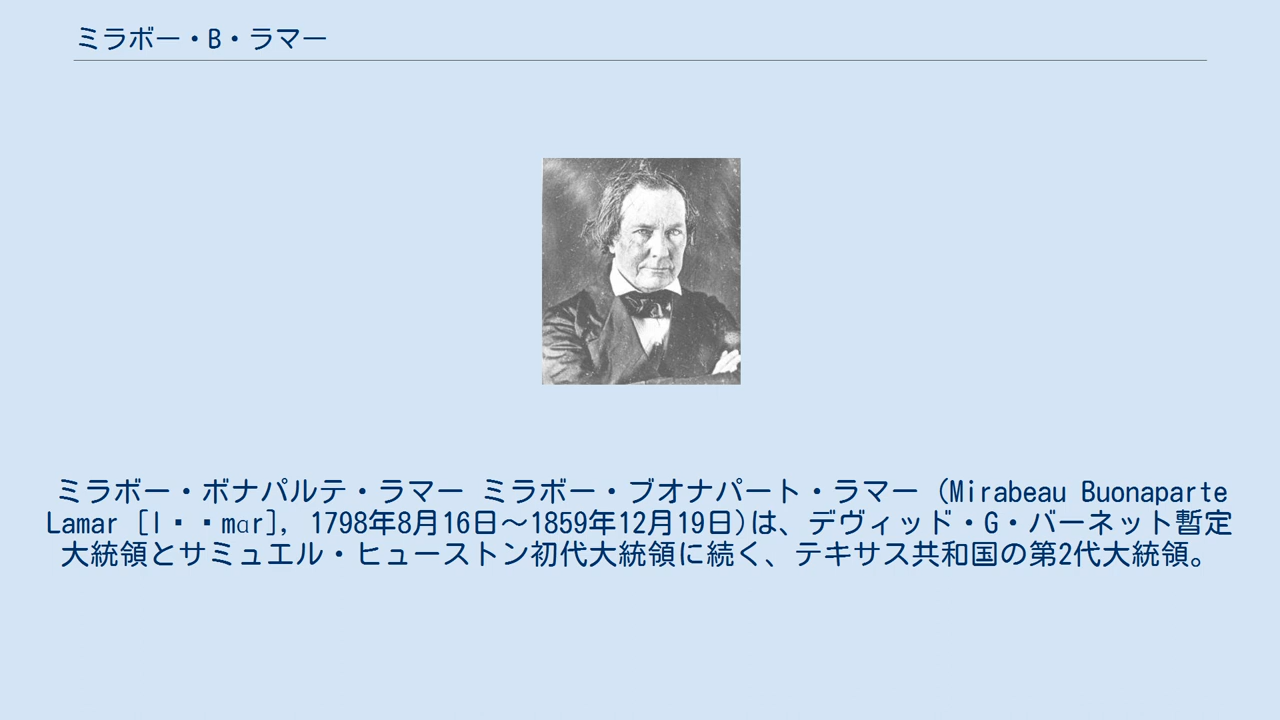 ミラボー・B・ラマー
ミラボー・ボナパルテ・ラマー ミラボー・ブオナパート・ラマー (Mirabeau Buonaparte
Lamar [l・・mɑr], 1798年8月16日〜1859年12月19日)は、デヴィッド・G・バーネット暫定
大統領とサミュエル・ヒューストン初代大統領に続く、テキサス共和国の第2代大統領。